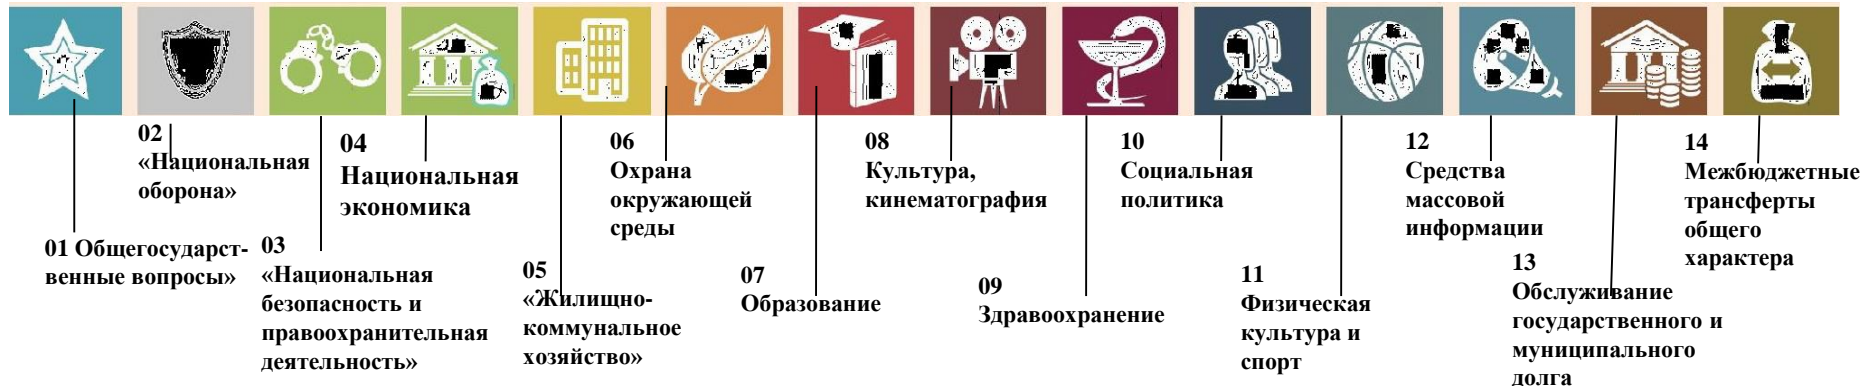 01 Общегосударст-
венные вопросы»
02
«Национальная
оборона»
03
«Национальная
безопасность и
правоохранительная
деятельность»
04
Национальная
экономика
05
«Жилищно-
коммунальное
хозяйство»
06
Охрана
окружающей
среды
07
Образование
08
Культура,
кинематография
09
Здравоохранение
10
Социальная
политика
11
Физическая
культура и
спорт
12
Средства
массовой
информации
13
Обслуживание
государственного и
муниципального
долга
14
Межбюджетные
трансферты
общего
характера